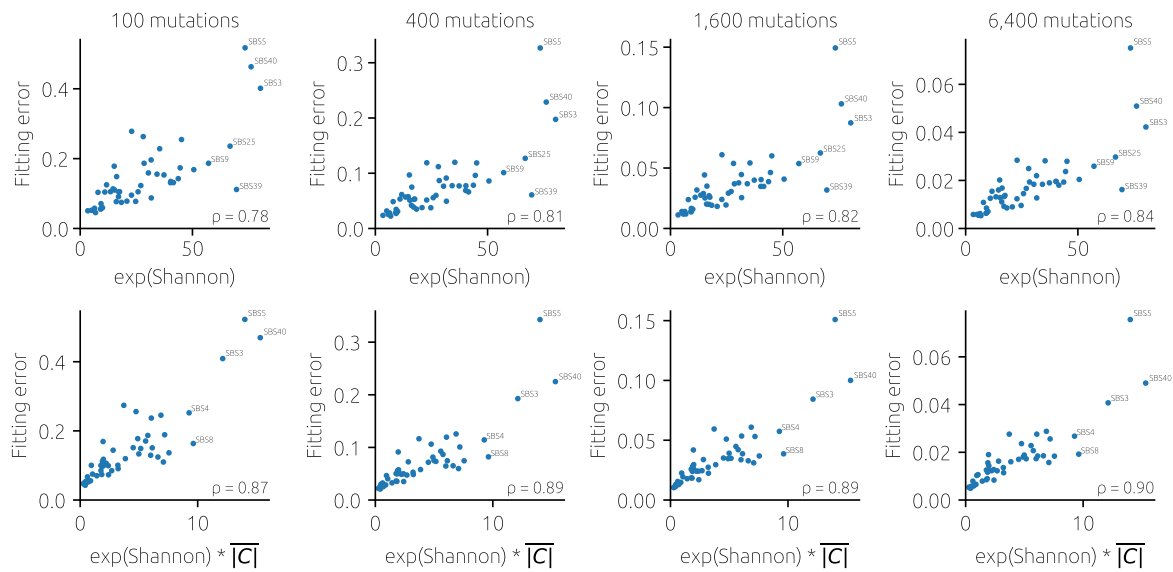 100 mutations
400 mutations
1,600 mutations
6,400 mutations
Fitting error
0.4
0.2
0.0
50
exp(Shannon)
SBS5
SBS40
SBS3
SBS25
SBS9
SBS39
ρ = 0.78
Fitting error
0.3
0.2
0.1
0.0
0
50
exp(Shannon)
SBS5
SBS40
SBS3
SBS25
SBS9
SBS39
ρ = 0.81
Fitting error
0.15
0.10
0.05
0.00
0
50
exp(Shannon)
SBS5
SBS40
SBS3
SBS25
SBS9
SBS39
ρ = 0.82
Fitting error
0.06
0.04
0.02
0.00
0
50
exp(Shannon)
SBS5
SBS40
SBS3
SBS25
SBS9
SBS39
ρ = 0.84
Fitting error
0.4
0.2
0.0
0
10
exp(Shannon) * |C|
SBS5
SBS40
SBS3
SBS4
SBS8
ρ = 0.87
Fitting error
0.3
0.2
0.1
0.0
0
10
exp(Shannon) * |C|
SBS5
SBS40
SBS3
SBS4
SBS8
ρ = 0.89
Fitting error
0.15
0.10
0.05
0.00
0
10
exp(Shannon) * |C|
SBS5
SBS40
SBS3
SBS4
SBS8
ρ = 0.89
Fitting error
0.06
0.04
0.02
0.00
0
10
exp(Shannon) * |C|
SBS5
SBS40
SBS3
SBS4
SBS8
ρ = 0.90